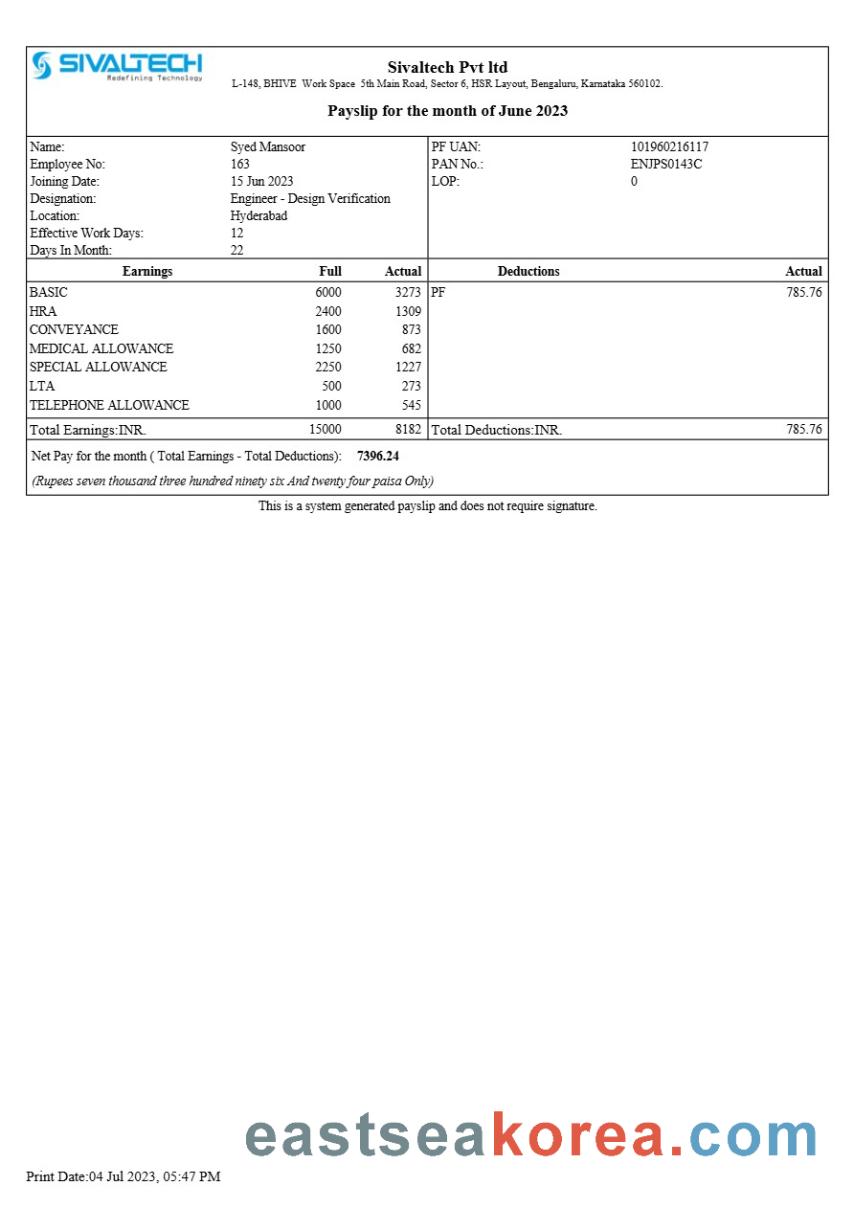 SIVALTECH
Redefining Technology
Sivaltech Pvt ltd
L-148, BHIVE Work Space 5th Main Road, Sector 6, HSR Layout, Bengaluru, Karnataka 560102.
Payslip for the month of June 2023
Name: Syed Mansoor PF UAN: 101960216117
Employee No: 163 PAN No.: ENJPS0143C
Joining Date: 15 Jun 2023 LOP: 0
Designation: Engineer - Design Verification
Location: Hyderabad
Effective Work Days: 12
Days In Month: 22
Earnings Full Actual Deductions Actual
BASIC 6000 3273 PF 785.76
HRA 2400 1309
CONVEYANCE 1600 873
MEDICAL ALLOWANCE 1250 682
SPECIAL ALLOWANCE 2250 1227
LTA 500 273
TELEPHONE ALLOWANCE 1000 545
Total Earnings:INR. 15000 8182 Total Deductions:INR. 785.76
Net Pay for the month ( Total Earnings - Total Deductions): 7396.24
(Rupees seven thousand three hundred ninety six And twenty four paisa Only)
This is a system generated payslip and does not require signature.
eastseakorea.com
Print Date:04 Jul 2023, 05:47 PM